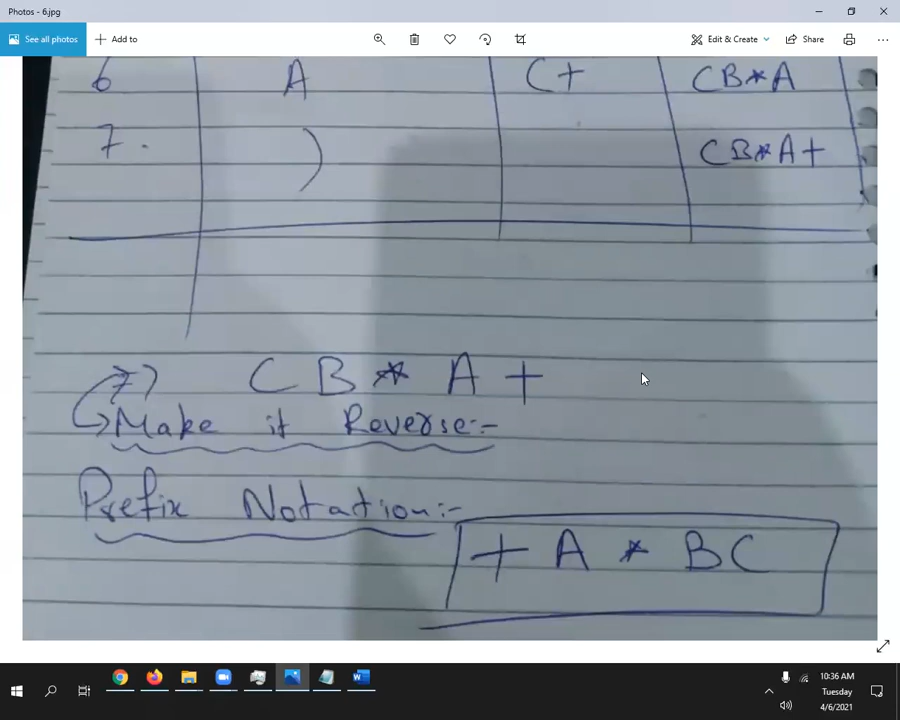 Photos - 6.jpg
See all photos
Add to
Edit & Create
Share
6 A C+ CB*A
7. ) CB*A+
7) C B * A +
Make it Reverse:-
Prefix Notation:-
+ A * BC
10:36 AM
Tuesday
4/6/2021